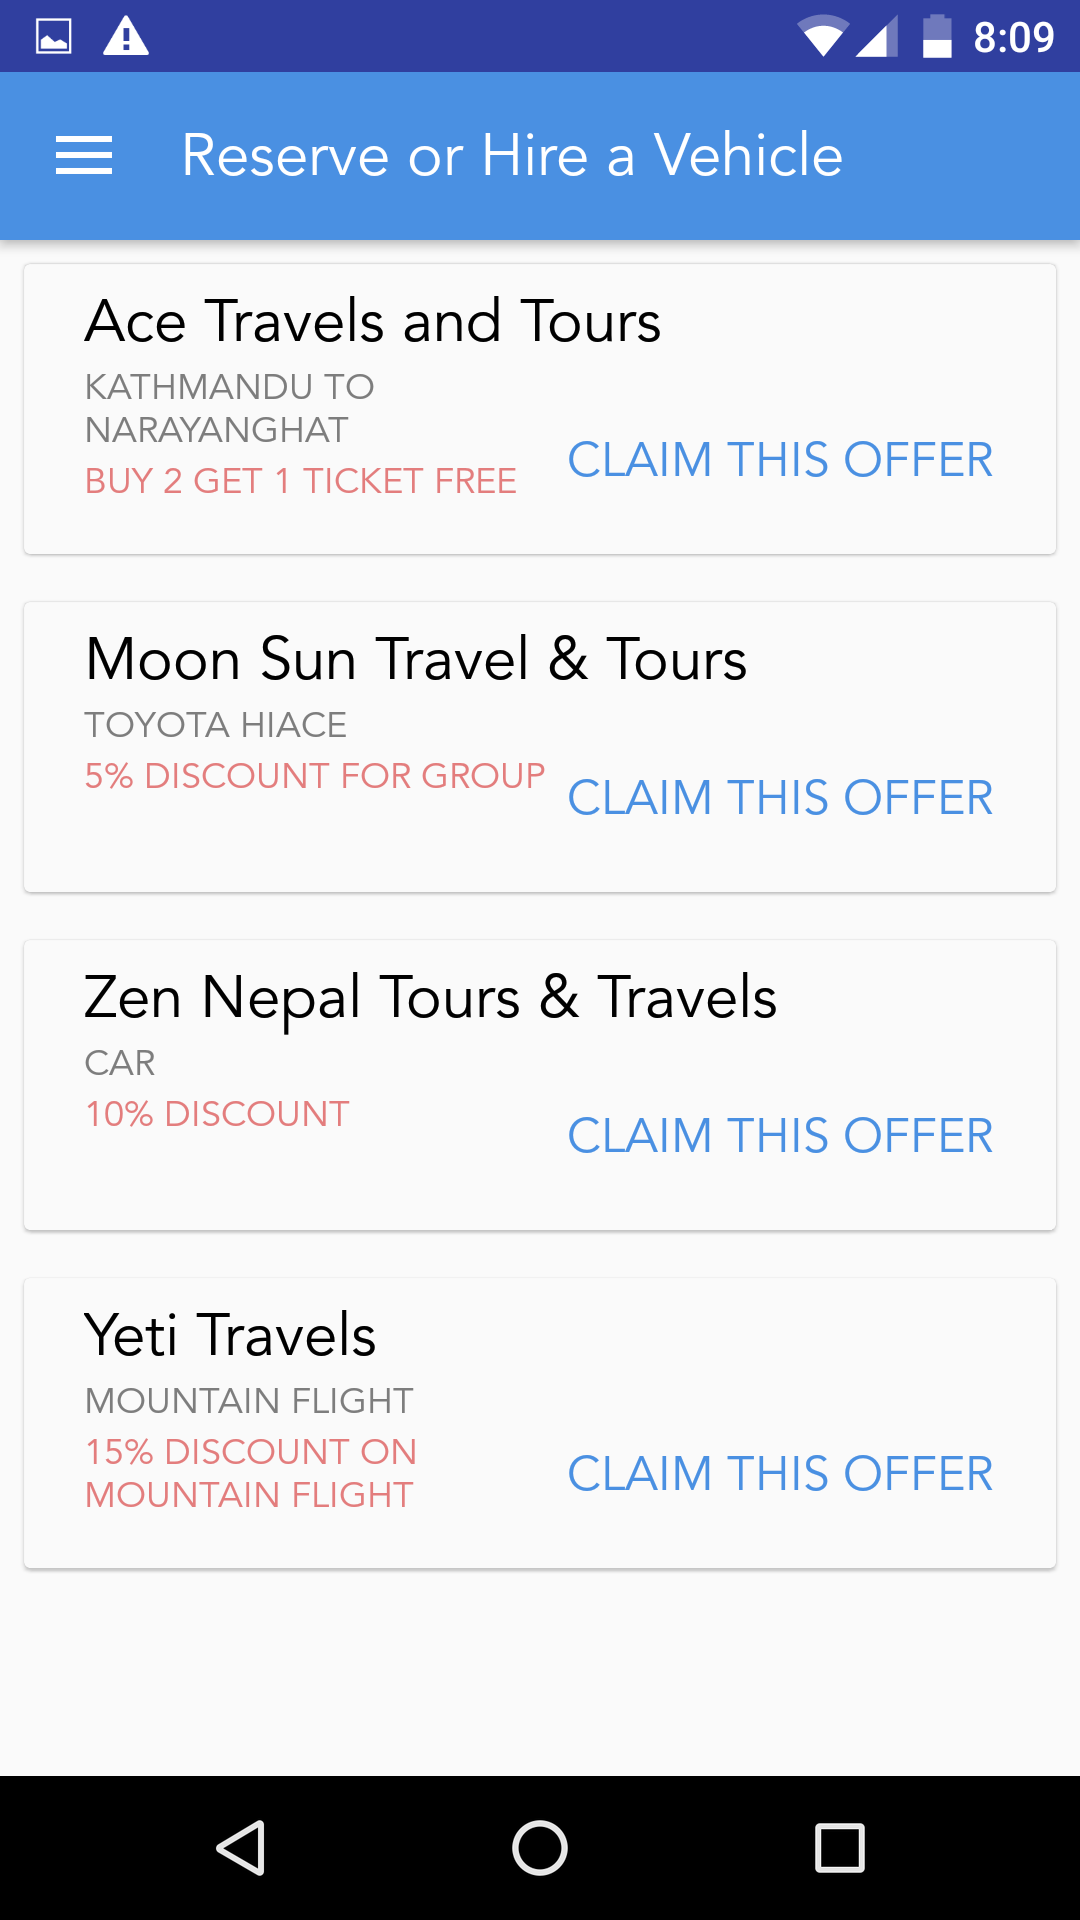 8:09
Reserve or Hire a Vehicle
Ace Travels and Tours
KATHMANDU TO
NARAYANGHAT
BUY 2 GET 1 TICKET FREE
CLAIM THIS OFFER
Moon Sun Travel & Tours
TOYOTA HIACE
5% DISCOUNT FOR GROUP
CLAIM THIS OFFER
Zen Nepal Tours & Travels
CAR
10% DISCOUNT
CLAIM THIS OFFER
Yeti Travels
MOUNTAIN FLIGHT
15% DISCOUNT ON
MOUNTAIN FLIGHT
CLAIM THIS OFFER